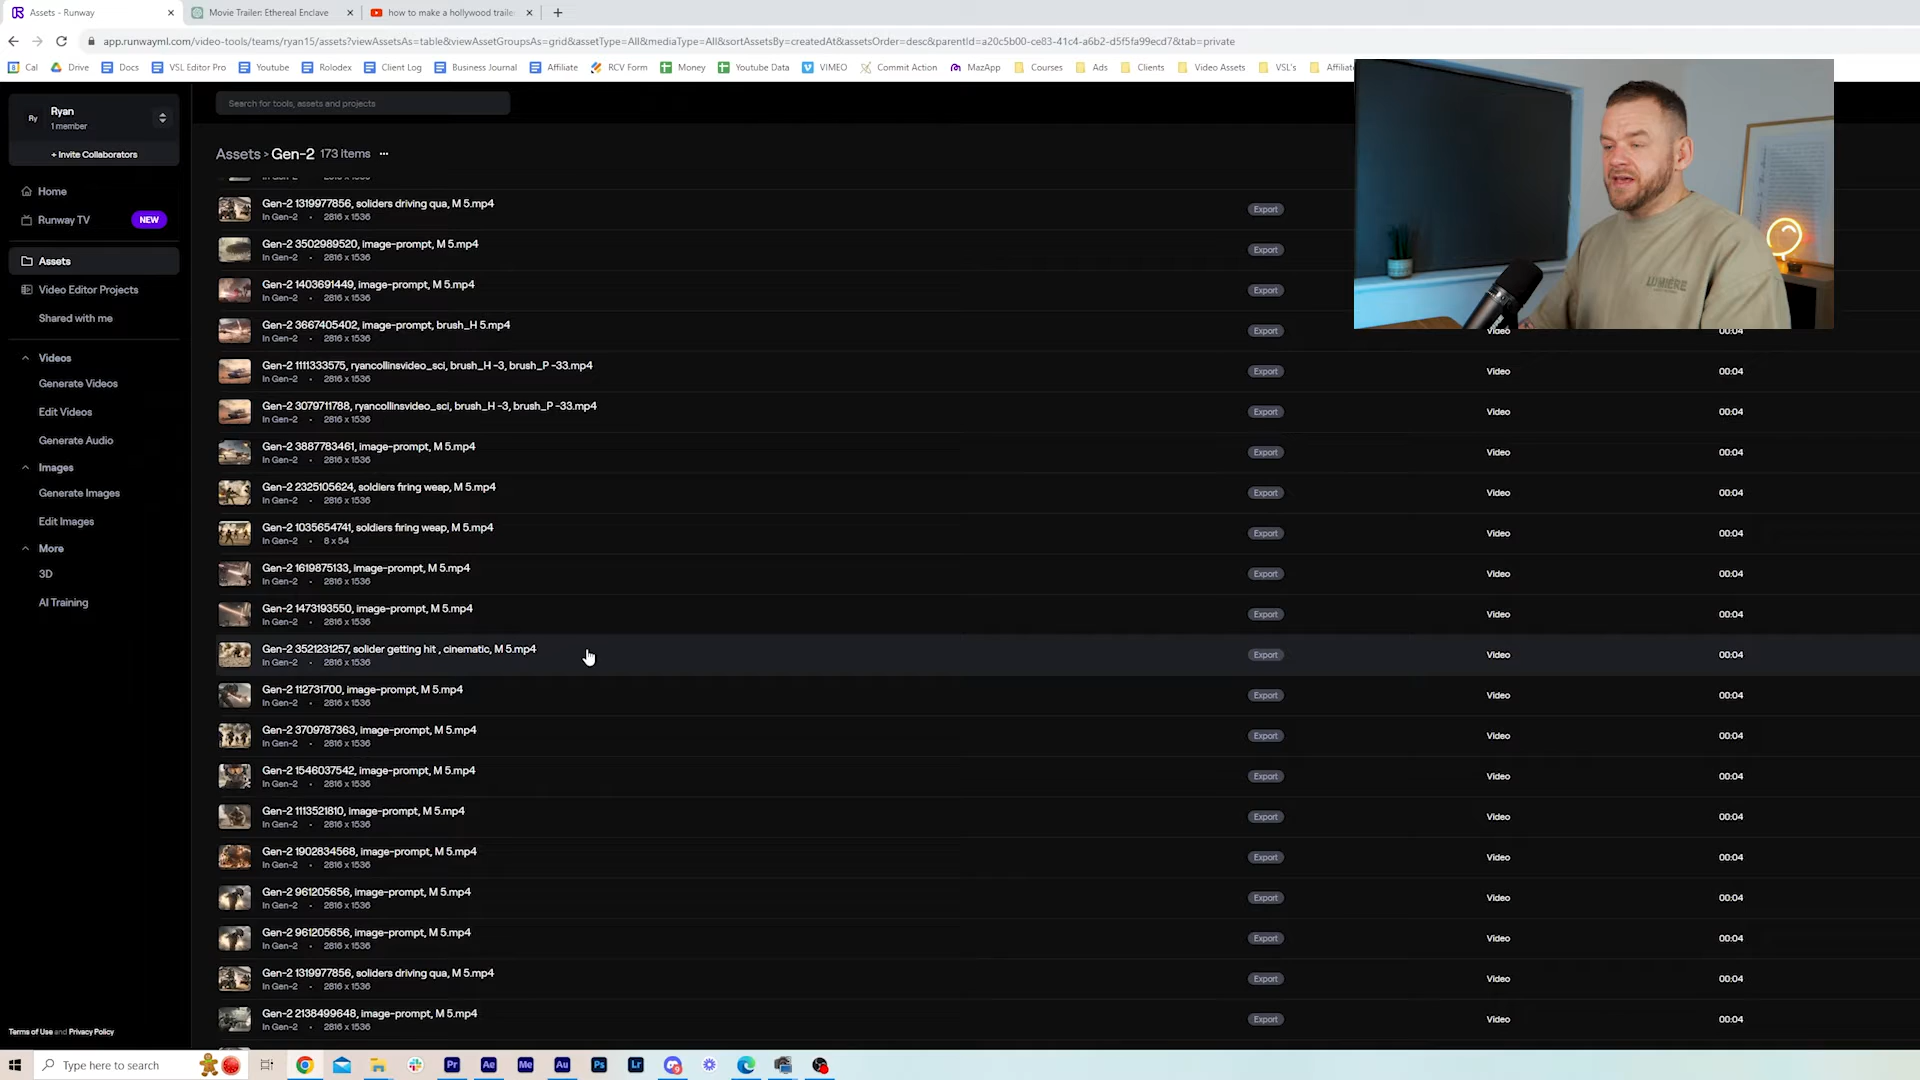 Assets - Runway
Movie Trailer: Ethereal Enclave
how to make a hollywood traile
app.runwayml.com/video-tools/teams/ryan15/assets?viewAssetsAs=table&viewAssetGroupsAs=grid&assetType=All&mediaType=All&sortAssetsBy=createdAt&assetsOrder=desc&parentId=a20c5b00-ce83-41c4-a6b2-d5f5fa99ecd7&tab=private
Cal Drive Docs VSL Editor Pro Youtube Rolodex Client Log Business Journal Affiliate RCV Form Money Youtube Data VIMEO Commit Action MazApp Courses Ads Clients Video Assets VSL's Affiliate
Ry
Ryan
1 member
+ Invite Collaborators
Home
Runway TV NEW
Assets
Video Editor Projects
Shared with me
Videos
Generate Videos
Edit Videos
Generate Audio
Images
Generate Images
Edit Images
More
3D
AI Training
Terms of Use and Privacy Policy
Search for tools, assets and projects
Assets > Gen-2 173 Items ...
In Gen-2 • 2816 x 1536
Gen-2 1319977856, soliders driving qua, M 5.mp4
In Gen-2 • 2816 x 1536
Export
Gen-2 3502989520, image-prompt, M 5.mp4
In Gen-2 • 2816 x 1536
Export
Gen-2 1403691449, image-prompt, M 5.mp4
In Gen-2 • 2816 x 1536
Export
Gen-2 3667405402, image-prompt, brush_H 5.mp4
In Gen-2 • 2816 x 1536
Export Video 00:04
Gen-2 1111333575, ryancollinsvideo_sci, brush_H -3, brush_P -33.mp4
In Gen-2 • 2816 x 1536
Export Video 00:04
Gen-2 3079711788, ryancollinsvideo_sci, brush_H -3, brush_P -33.mp4
In Gen-2 • 2816 x 1536
Export Video 00:04
Gen-2 3887783461, image-prompt, M 5.mp4
In Gen-2 • 2816 x 1536
Export Video 00:04
Gen-2 2325105624, soldiers firing weap, M 5.mp4
In Gen-2 • 2816 x 1536
Export Video 00:04
Gen-2 1035654741, soldiers firing weap, M 5.mp4
In Gen-2 • 8 x 54
Export Video 00:04
Gen-2 1619875133, image-prompt, M 5.mp4
In Gen-2 • 2816 x 1536
Export Video 00:04
Gen-2 1473193550, image-prompt, M 5.mp4
In Gen-2 • 2816 x 1536
Export Video 00:04
Gen-2 3521231257, solider getting hit , cinematic, M 5.mp4
In Gen-2 • 2816 x 1536
Export Video 00:04
Gen-2 112731700, image-prompt, M 5.mp4
In Gen-2 • 2816 x 1536
Export Video 00:04
Gen-2 3709787363, image-prompt, M 5.mp4
In Gen-2 • 2816 x 1536
Export Video 00:04
Gen-2 1546037542, image-prompt, M 5.mp4
In Gen-2 • 2816 x 1536
Export Video 00:04
Gen-2 1113521810, image-prompt, M 5.mp4
In Gen-2 • 2816 x 1536
Export Video 00:04
Gen-2 1902834568, image-prompt, M 5.mp4
In Gen-2 • 2816 x 1536
Export Video 00:04
Gen-2 961205656, image-prompt, M 5.mp4
In Gen-2 • 2816 x 1536
Export Video 00:04
Gen-2 961205656, image-prompt, M 5.mp4
In Gen-2 • 2816 x 1536
Export Video 00:04
Gen-2 1319977856, soliders driving qua, M 5.mp4
In Gen-2 • 2816 x 1536
Export Video 00:04
Gen-2 2138499648, image-prompt, M 5.mp4
In Gen-2 • 2816 x 1536
Export Video 00:04
LUMIÈRE
Type here to search
Pr Ae Me Au Ps Lr